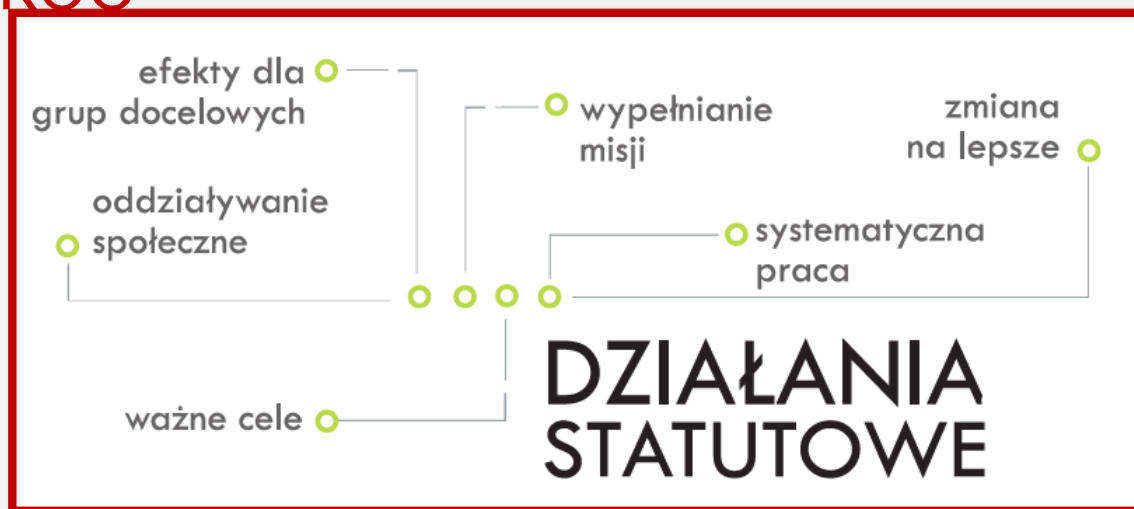 efekty dla
grup docelowych
wypełnianie
misji
zmiana
na lepsze
oddziaływanie
społeczne
systematyczna
praca
ważne cele
DZIAŁANIA
STATUTOWE